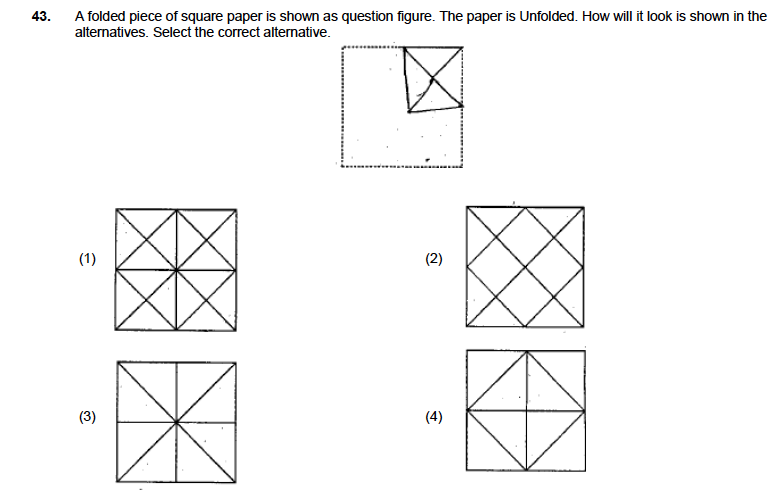 43. A folded piece of square paper is shown as question figure. The paper is Unfolded. How will it look is shown in the
alternatives. Select the correct alternative.
(1)
(2)
(3)
(4)